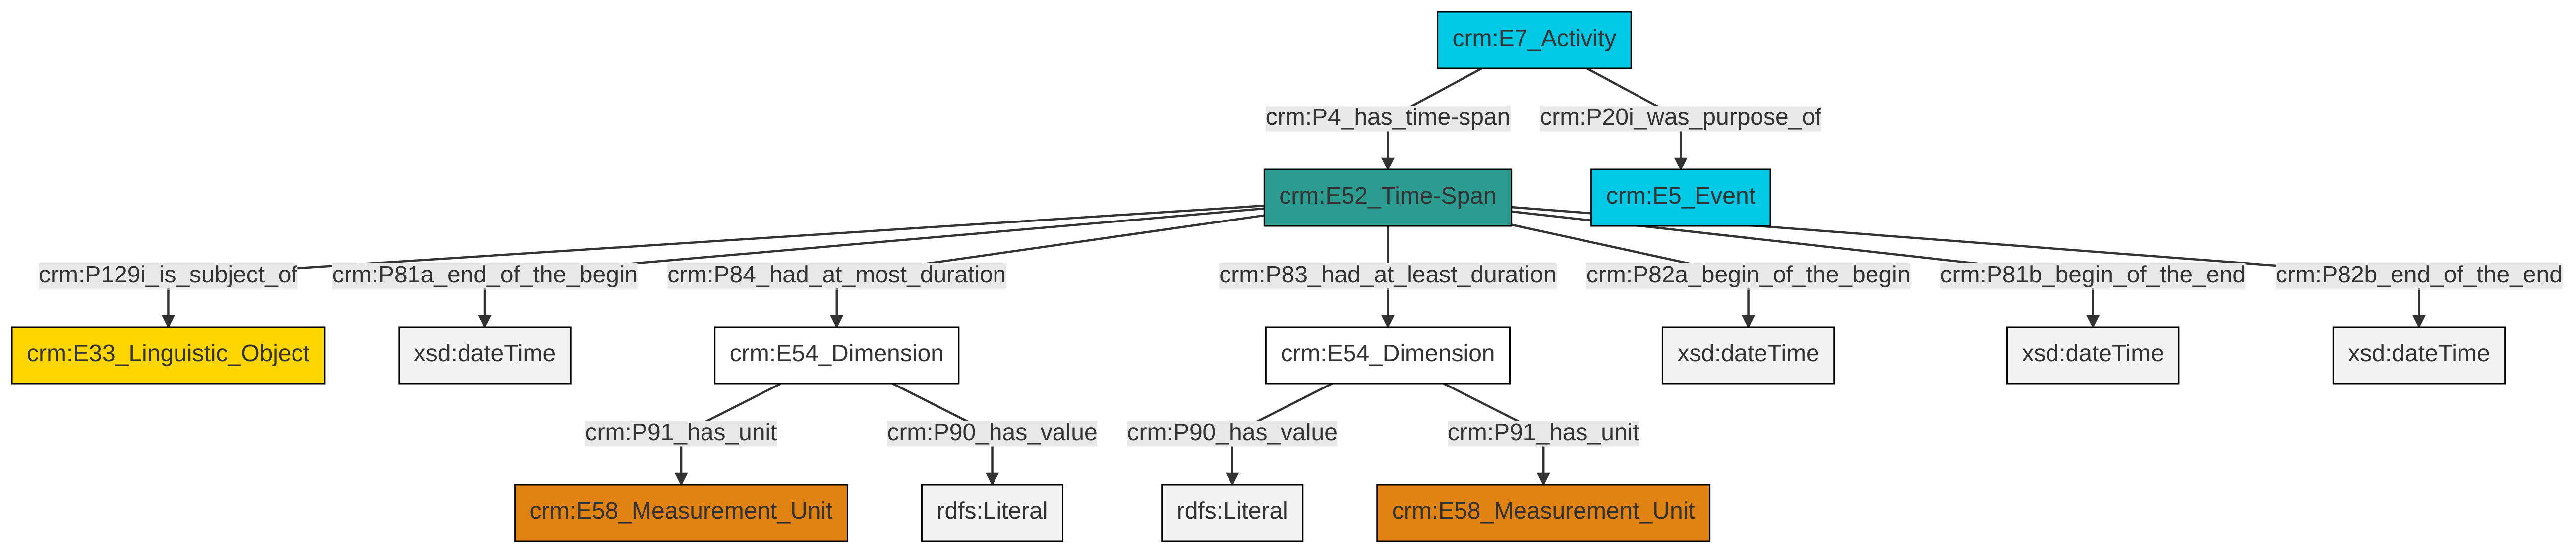 crm:E7_Activity
crm:P4_has_time-span
crm:P20i_was_purpose_of
crm:E52_Time-Span
crm:E5_Event
crm:P129i_is_subject_of
crm:P81a_end_of_the_begin
crm:P84_had_at_most_duration
crm:P83_had_at_least_duration
crm:P82a_begin_of_the_begin
crm:P81b_begin_of_the_end
crm:P82b_end_of_the_end
crm:E33_Linguistic_Object
xsd:dateTime
crm:E54_Dimension
crm:E54_Dimension
xsd:dateTime
xsd:dateTime
xsd:dateTime
crm:P91_has_unit
crm:P90_has_value
crm:P90_has_value
crm:P91_has_unit
crm:E58_Measurement_Unit
rdfs:Literal
rdfs:Literal
crm:E58_Measurement_Unit